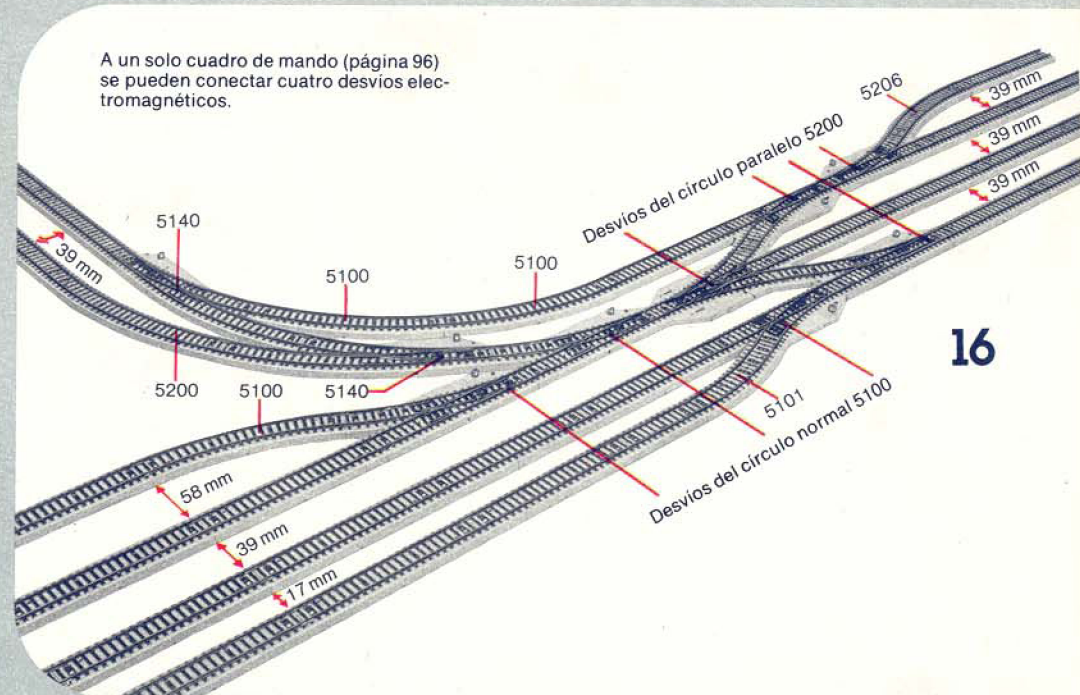 A un solo cuadro de mando (página 96)
se pueden conectar cuatro desvíos elec-
tromagnéticos.
5206
39 mm
39 mm
39 mm
Desvíos del círculo paralelo 5200
5140
39 mm
5100
5100
5200
5100
5140
16
5101
Desvíos del círculo normal 5100
58 mm
39 mm
17 mm